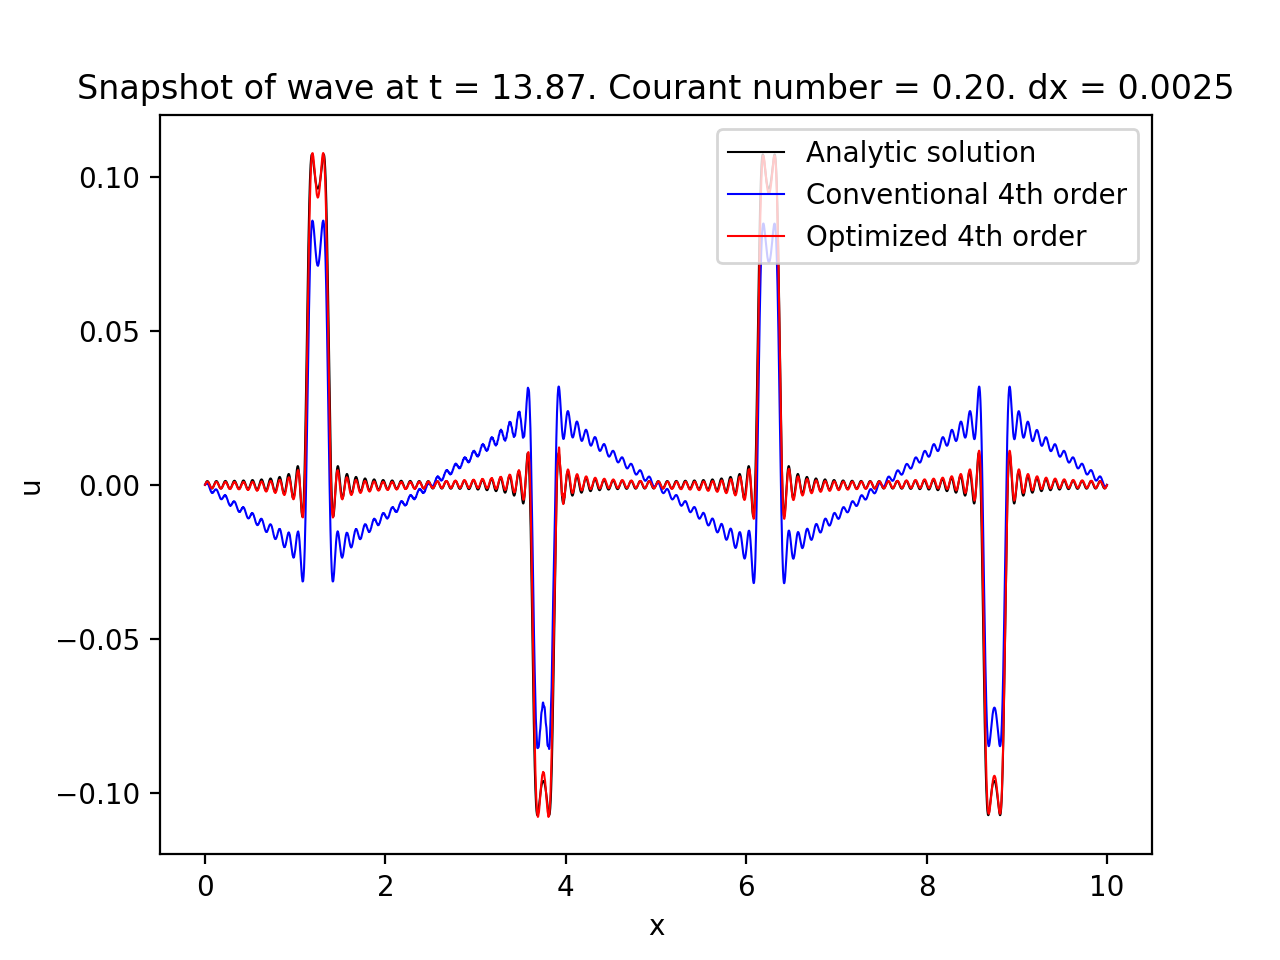 Snapshot of wave at t = 13.87. Courant number = 0.20. dx = 0.0025
Analytic solution
Conventional 4th order
Optimized 4th order
0.10
0.05
0.00
−0.05
−0.10
u
0 2 4 6 8 10
x